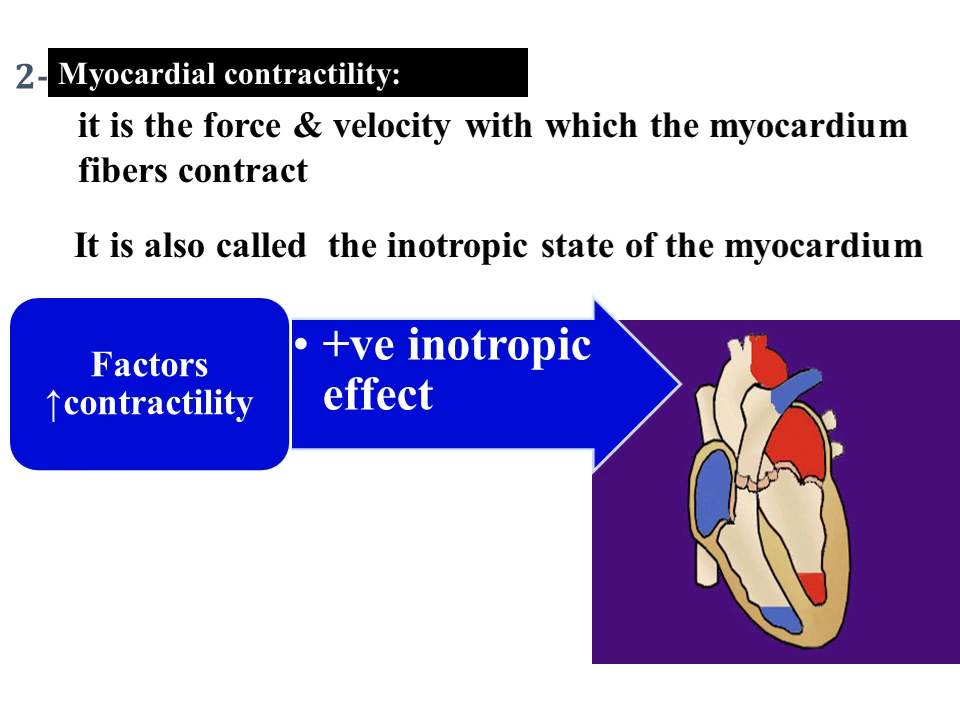 2- Myocardial contractility:
it is the force & velocity with which the myocardium
fibers contract
It is also called the inotropic state of the myocardium
Factors
↑contractility
• +ve inotropic
effect